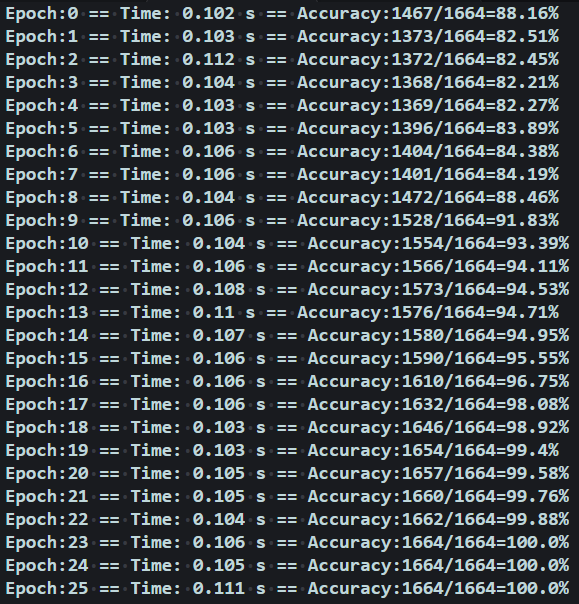 Epoch:0 == Time: 0.102 s == Accuracy:1467/1664=88.16%
Epoch:1 == Time: 0.103 s == Accuracy:1373/1664=82.51%
Epoch:2 == Time: 0.112 s == Accuracy:1372/1664=82.45%
Epoch:3 == Time: 0.104 s == Accuracy:1368/1664=82.21%
Epoch:4 == Time: 0.103 s == Accuracy:1369/1664=82.27%
Epoch:5 == Time: 0.103 s == Accuracy:1396/1664=83.89%
Epoch:6 == Time: 0.106 s == Accuracy:1404/1664=84.38%
Epoch:7 == Time: 0.106 s == Accuracy:1401/1664=84.19%
Epoch:8 == Time: 0.104 s == Accuracy:1472/1664=88.46%
Epoch:9 == Time: 0.106 s == Accuracy:1528/1664=91.83%
Epoch:10 == Time: 0.104 s == Accuracy:1554/1664=93.39%
Epoch:11 == Time: 0.106 s == Accuracy:1566/1664=94.11%
Epoch:12 == Time: 0.108 s == Accuracy:1573/1664=94.53%
Epoch:13 == Time: 0.11 s == Accuracy:1576/1664=94.71%
Epoch:14 == Time: 0.107 s == Accuracy:1580/1664=94.95%
Epoch:15 == Time: 0.106 s == Accuracy:1590/1664=95.55%
Epoch:16 == Time: 0.106 s == Accuracy:1610/1664=96.75%
Epoch:17 == Time: 0.106 s == Accuracy:1632/1664=98.08%
Epoch:18 == Time: 0.103 s == Accuracy:1646/1664=98.92%
Epoch:19 == Time: 0.103 s == Accuracy:1654/1664=99.4%
Epoch:20 == Time: 0.105 s == Accuracy:1657/1664=99.58%
Epoch:21 == Time: 0.105 s == Accuracy:1660/1664=99.76%
Epoch:22 == Time: 0.104 s == Accuracy:1662/1664=99.88%
Epoch:23 == Time: 0.106 s == Accuracy:1664/1664=100.0%
Epoch:24 == Time: 0.105 s == Accuracy:1664/1664=100.0%
Epoch:25 == Time: 0.111 s == Accuracy:1664/1664=100.0%